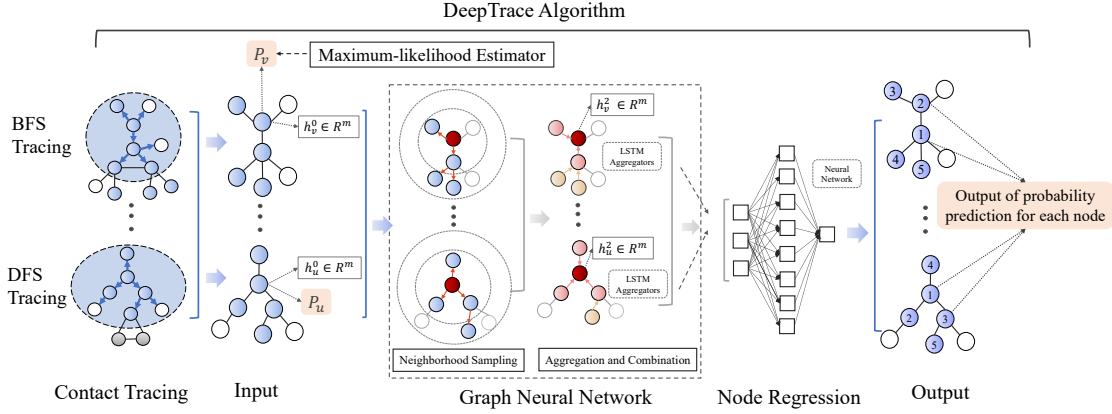 DeepTrace Algorithm
P_v
Maximum-likelihood Estimator
BFS
Tracing
h_v^0 ∈ R^m
h_v^2 ∈ R^m
LSTM
Aggregators
Neural
Network
3
2
1
4
5
Output of probability
prediction for each node
DFS
Tracing
h_u^0 ∈ R^m
P_u
h_u^2 ∈ R^m
LSTM
Aggregators
4
1
2
3
5
Neighborhood Sampling
Aggregation and Combination
Contact Tracing
Input
Graph Neural Network
Node Regression
Output